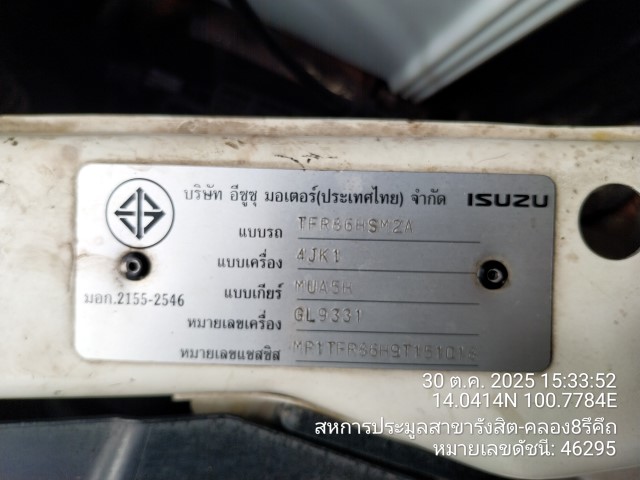 บริษัท อีซูซุ มอเตอร์(ประเทศไทย) จำกัด ISUZU
แบบรถ TFR86HSM2A
แบบเครื่อง 4JK1
แบบเกียร์ MUA5H
มอก.2155-2546
หมายเลขเครื่อง GL9331
หมายเลขแชสซิส
30 ต.ค. 2025 15:33:52
14.0414N 100.7784E
สหการประมูลสาขารังสิต-คลอง8รีคีถ
หมายเลขดัชนี: 46295